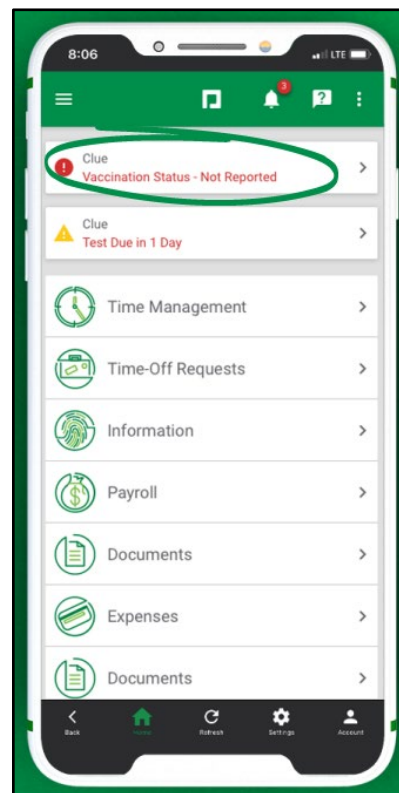 8:06
LTE
3
?
Clue
Vaccination Status - Not Reported
Clue
Test Due in 1 Day
Time Management
Time-Off Requests
Information
Payroll
Documents
Expenses
Documents
Back Home Refresh Settings Account